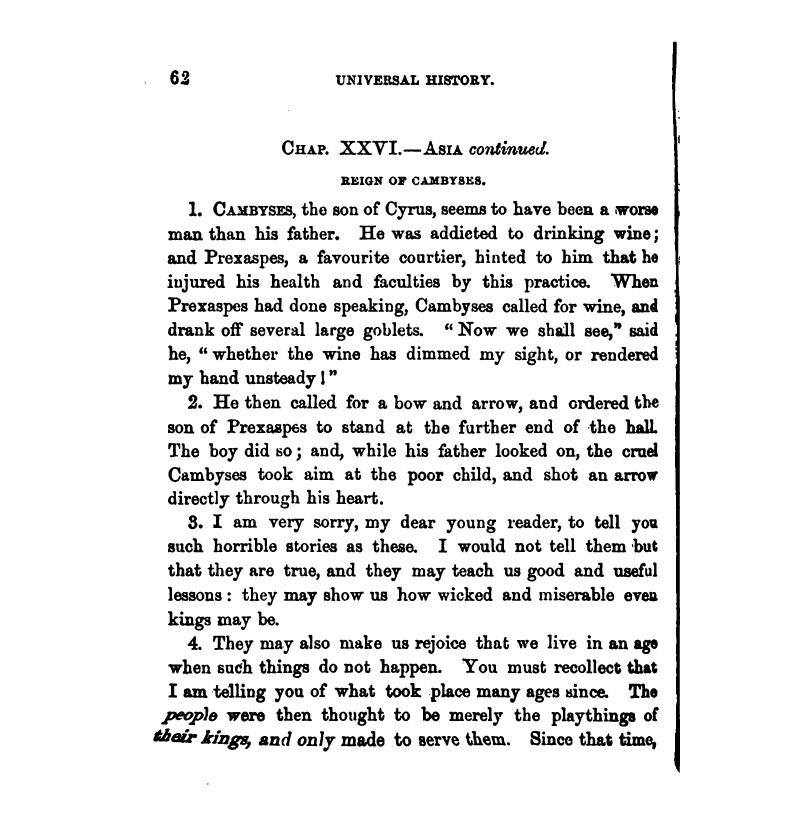 62 UNIVERSAL HISTORY.
CHAP. XXVI.—ASIA continued.
REIGN OF CAMBYSES.
1. CAMBYSES, the son of Cyrus, seems to have been a worse
man than his father. He was addicted to drinking wine;
and Prexaspes, a favourite courtier, hinted to him that he
injured his health and faculties by this practice. When
Prexaspes had done speaking, Cambyses called for wine, and
drank off several large goblets. “Now we shall see,” said
he, “whether the wine has dimmed my sight, or rendered
my hand unsteady!”
2. He then called for a bow and arrow, and ordered the
son of Prexaspes to stand at the further end of the hall.
The boy did so; and, while his father looked on, the cruel
Cambyses took aim at the poor child, and shot an arrow
directly through his heart.
3. I am very sorry, my dear young reader, to tell you
such horrible stories as these. I would not tell them but
that they are true, and they may teach us good and useful
lessons: they may show us how wicked and miserable even
kings may be.
4. They may also make us rejoice that we live in an age
when such things do not happen. You must recollect that
I am telling you of what took place many ages since. The
people were then thought to be merely the playthings of
their kings, and only made to serve them. Since that time,